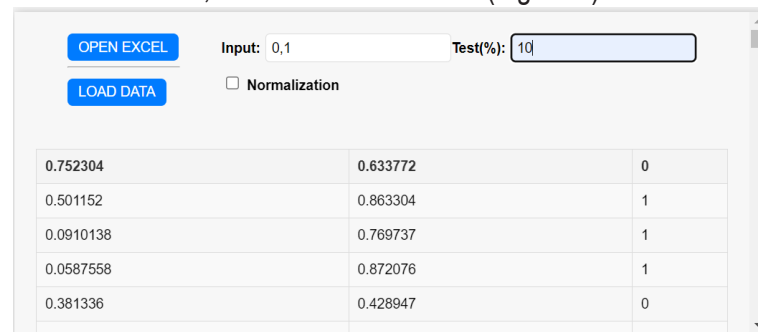 OPEN EXCEL Input: 0,1 Test(%): 10
LOAD DATA Normalization
0.752304 0.633772 0
0.501152 0.863304 1
0.0910138 0.769737 1
0.0587558 0.872076 1
0.381336 0.428947 0